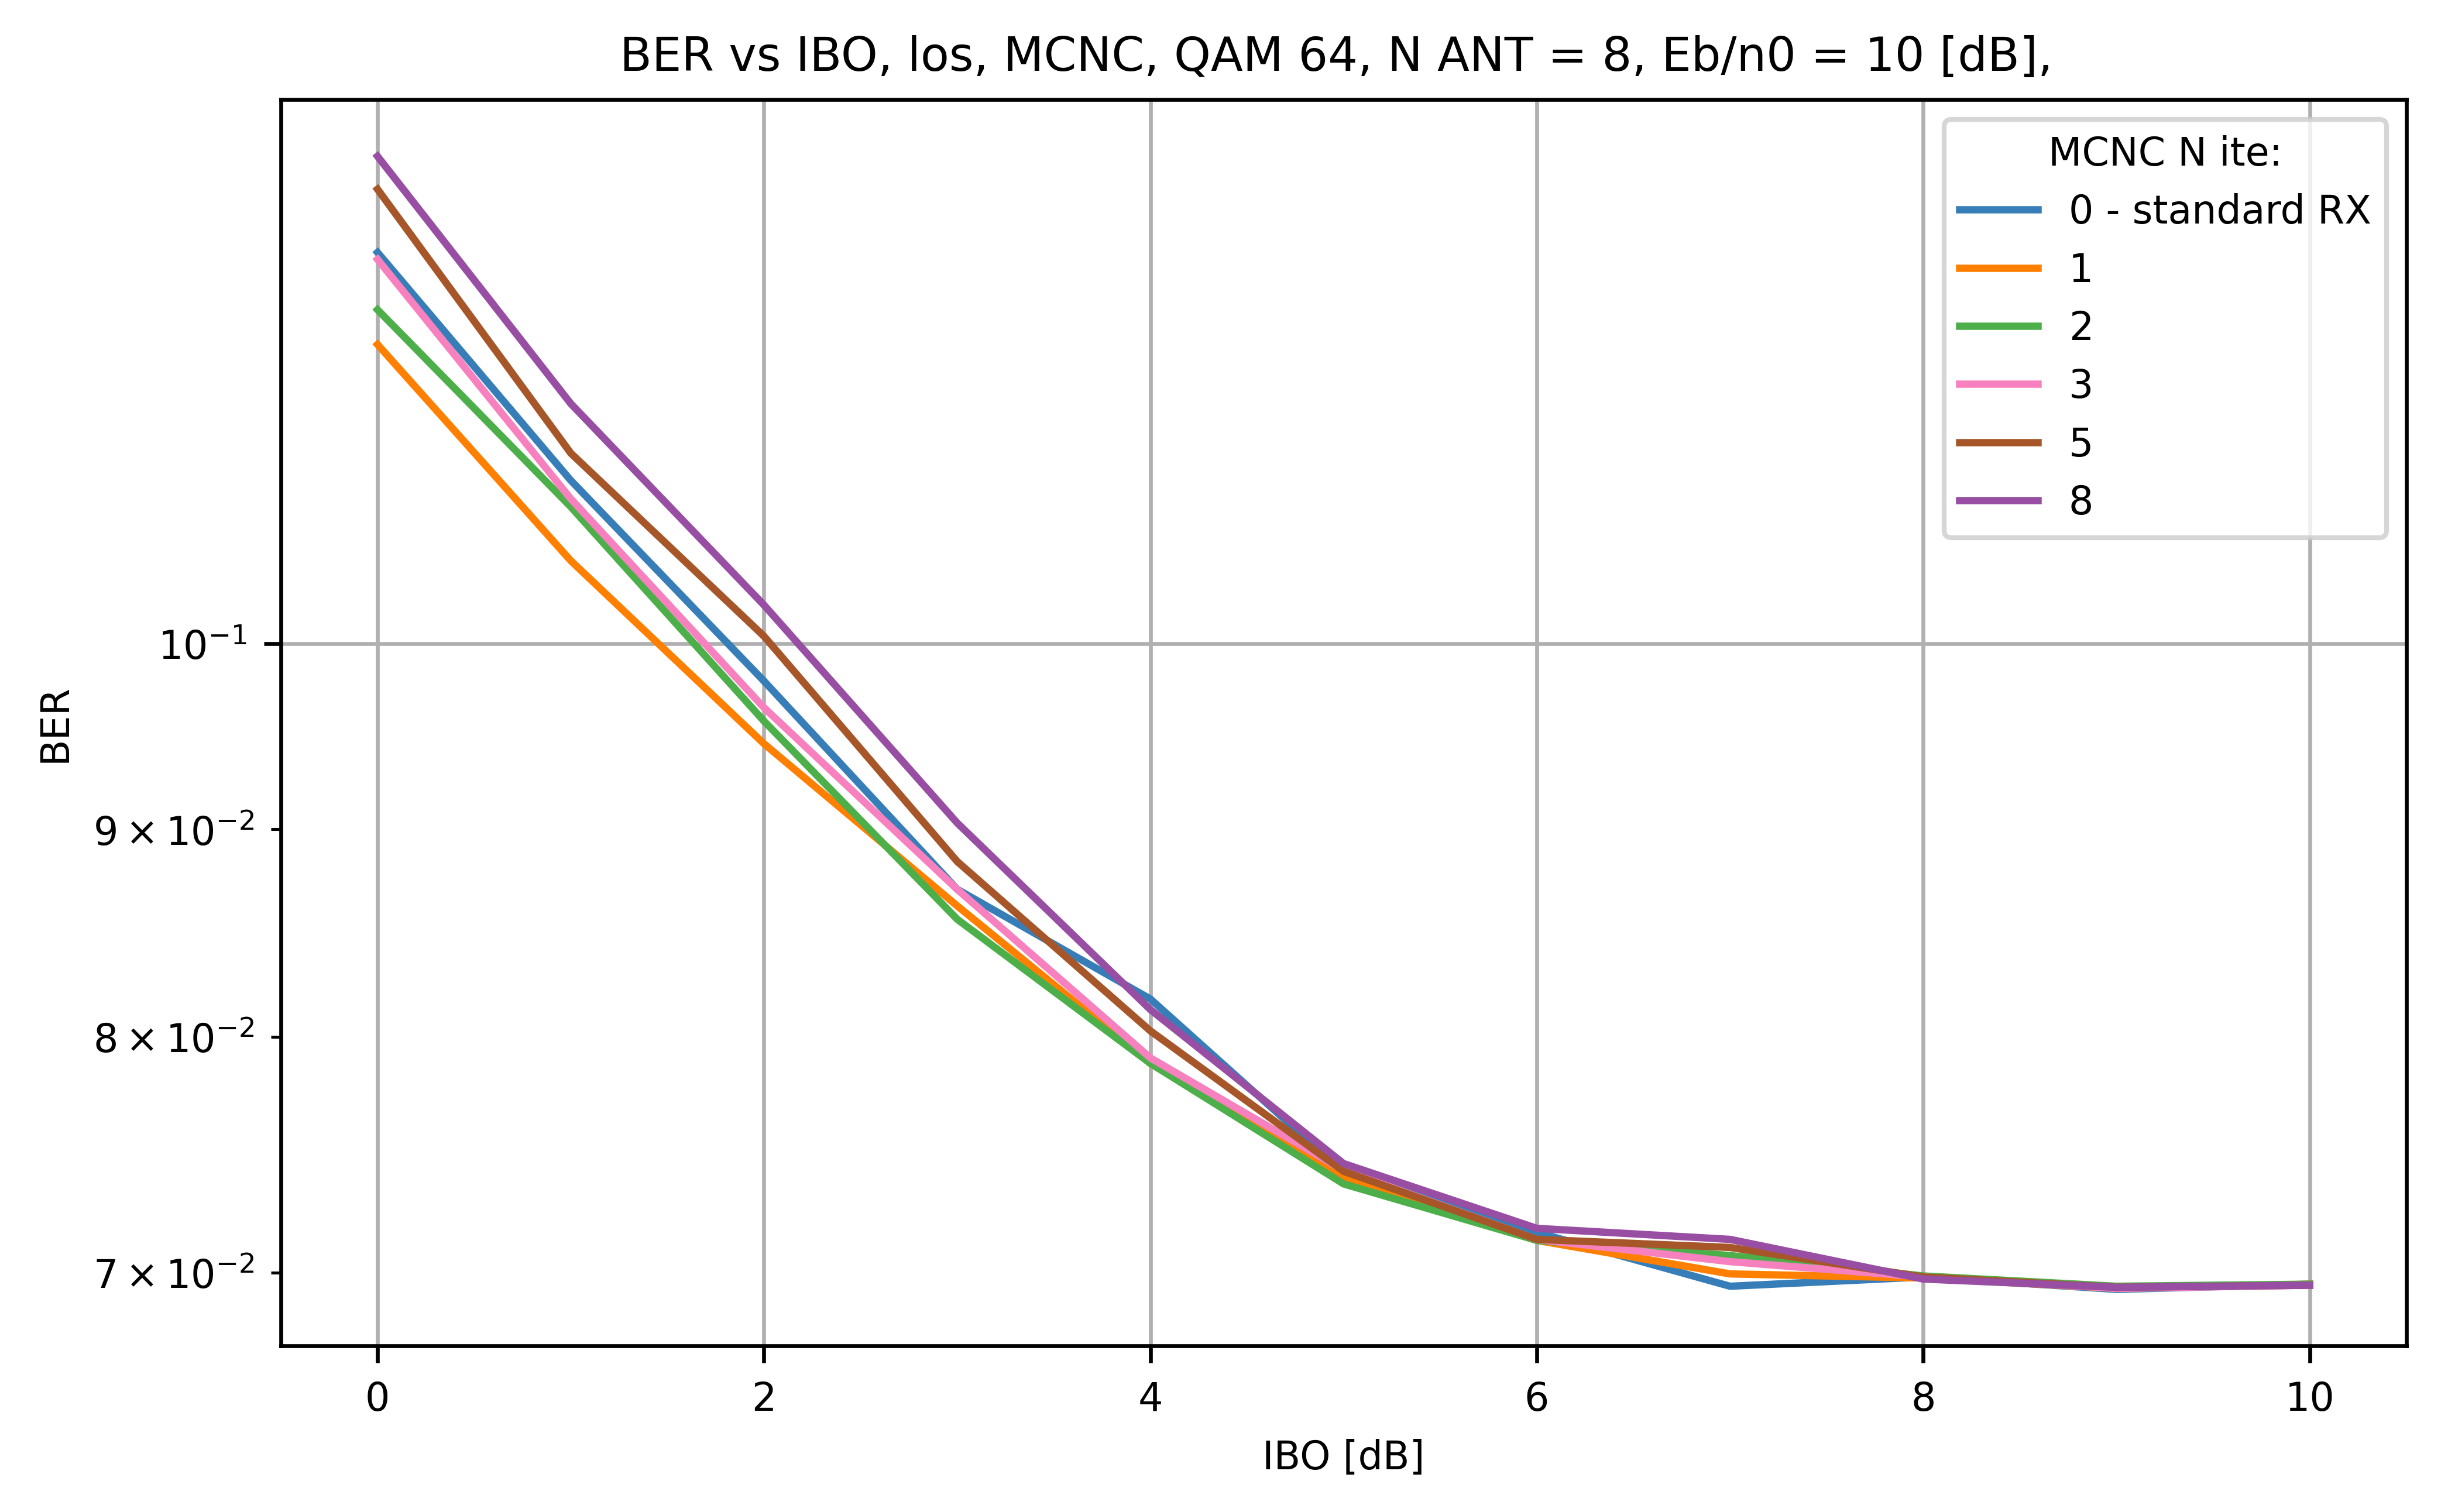 BER vs IBO, los, MCNC, QAM 64, N ANT = 8, Eb/n0 = 10 [dB],
MCNC N ite:
0 - standard RX
1
2
3
5
8
BER
10⁻¹
9 × 10⁻²
8 × 10⁻²
7 × 10⁻²
0 2 4 6 8 10
IBO [dB]